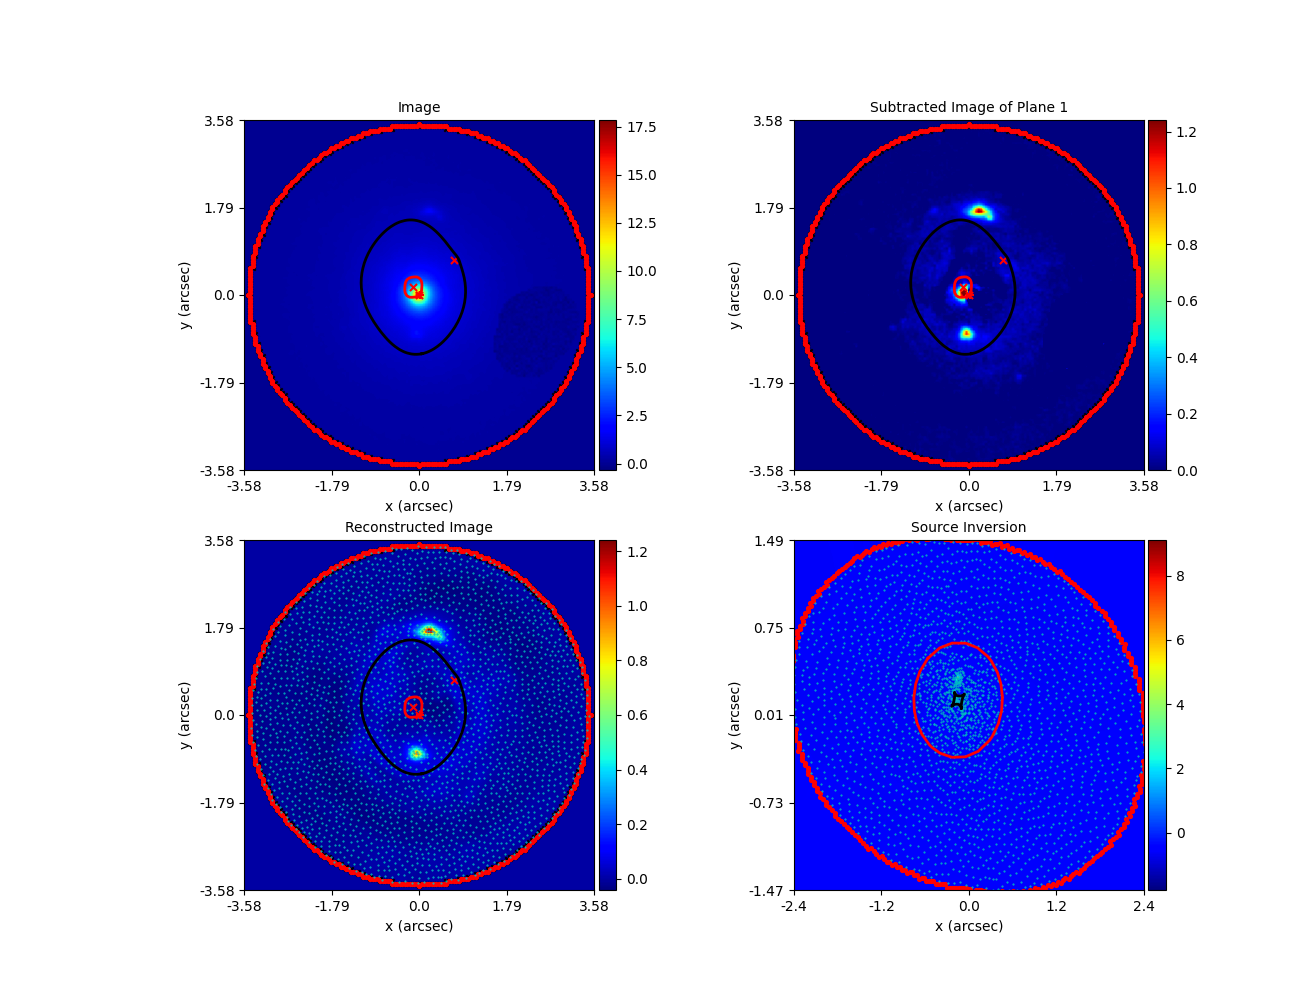 Image
3.58
1.79
0.0
-1.79
-3.58
y (arcsec)
-3.58 -1.79 0.0 1.79 3.58
x (arcsec)
17.5
15.0
12.5
10.0
7.5
5.0
2.5
0.0
Subtracted Image of Plane 1
3.58
1.79
0.0
-1.79
-3.58
y (arcsec)
-3.58 -1.79 0.0 1.79 3.58
x (arcsec)
1.2
1.0
0.8
0.6
0.4
0.2
0.0
Reconstructed Image
3.58
1.79
0.0
-1.79
-3.58
y (arcsec)
-3.58 -1.79 0.0 1.79 3.58
x (arcsec)
1.2
1.0
0.8
0.6
0.4
0.2
0.0
Source Inversion
1.49
0.75
0.01
-0.73
-1.47
y (arcsec)
-2.4 -1.2 0.0 1.2 2.4
x (arcsec)
8
6
4
2
0